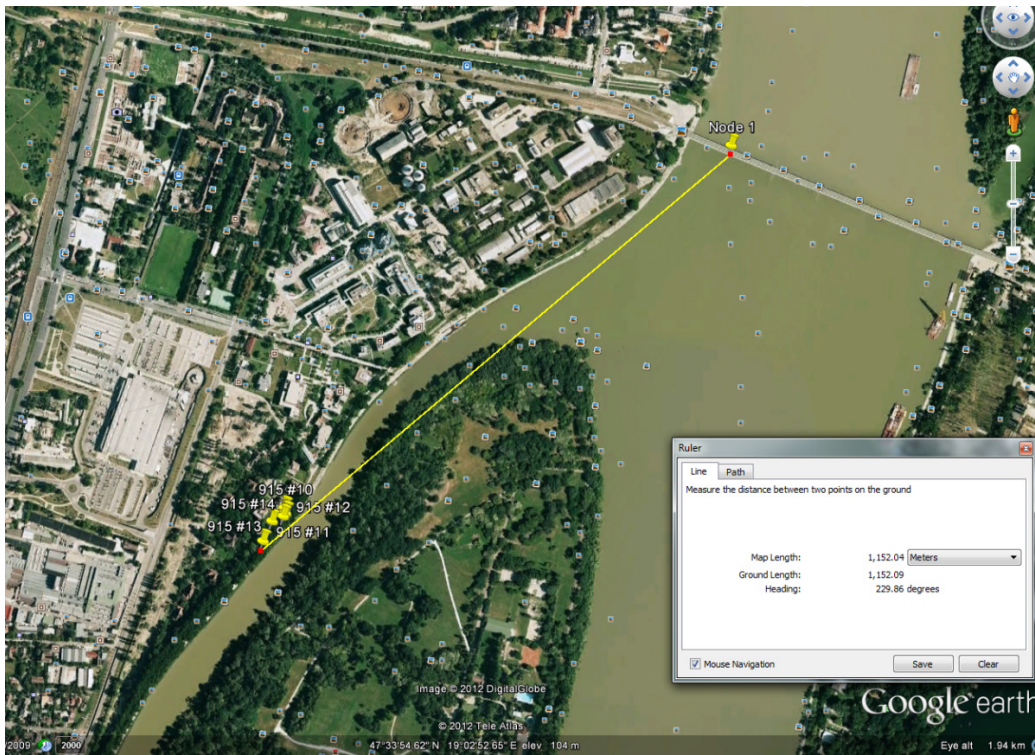 Node 1
915 #10
915 #14
915 #12
915 #13
915 #11
Ruler
Line
Path
Measure the distance between two points on the ground
Map Length: 1,152.04 Meters
Ground Length: 1,152.09
Heading: 229.86 degrees
Mouse Navigation
Save
Clear
Image © 2012 DigitalGlobe
© 2012 Tele Atlas
Google earth
2009
2000
47°33'54.62" N 19°02'52.65" E elev 104 m
Eye alt 1.94 km